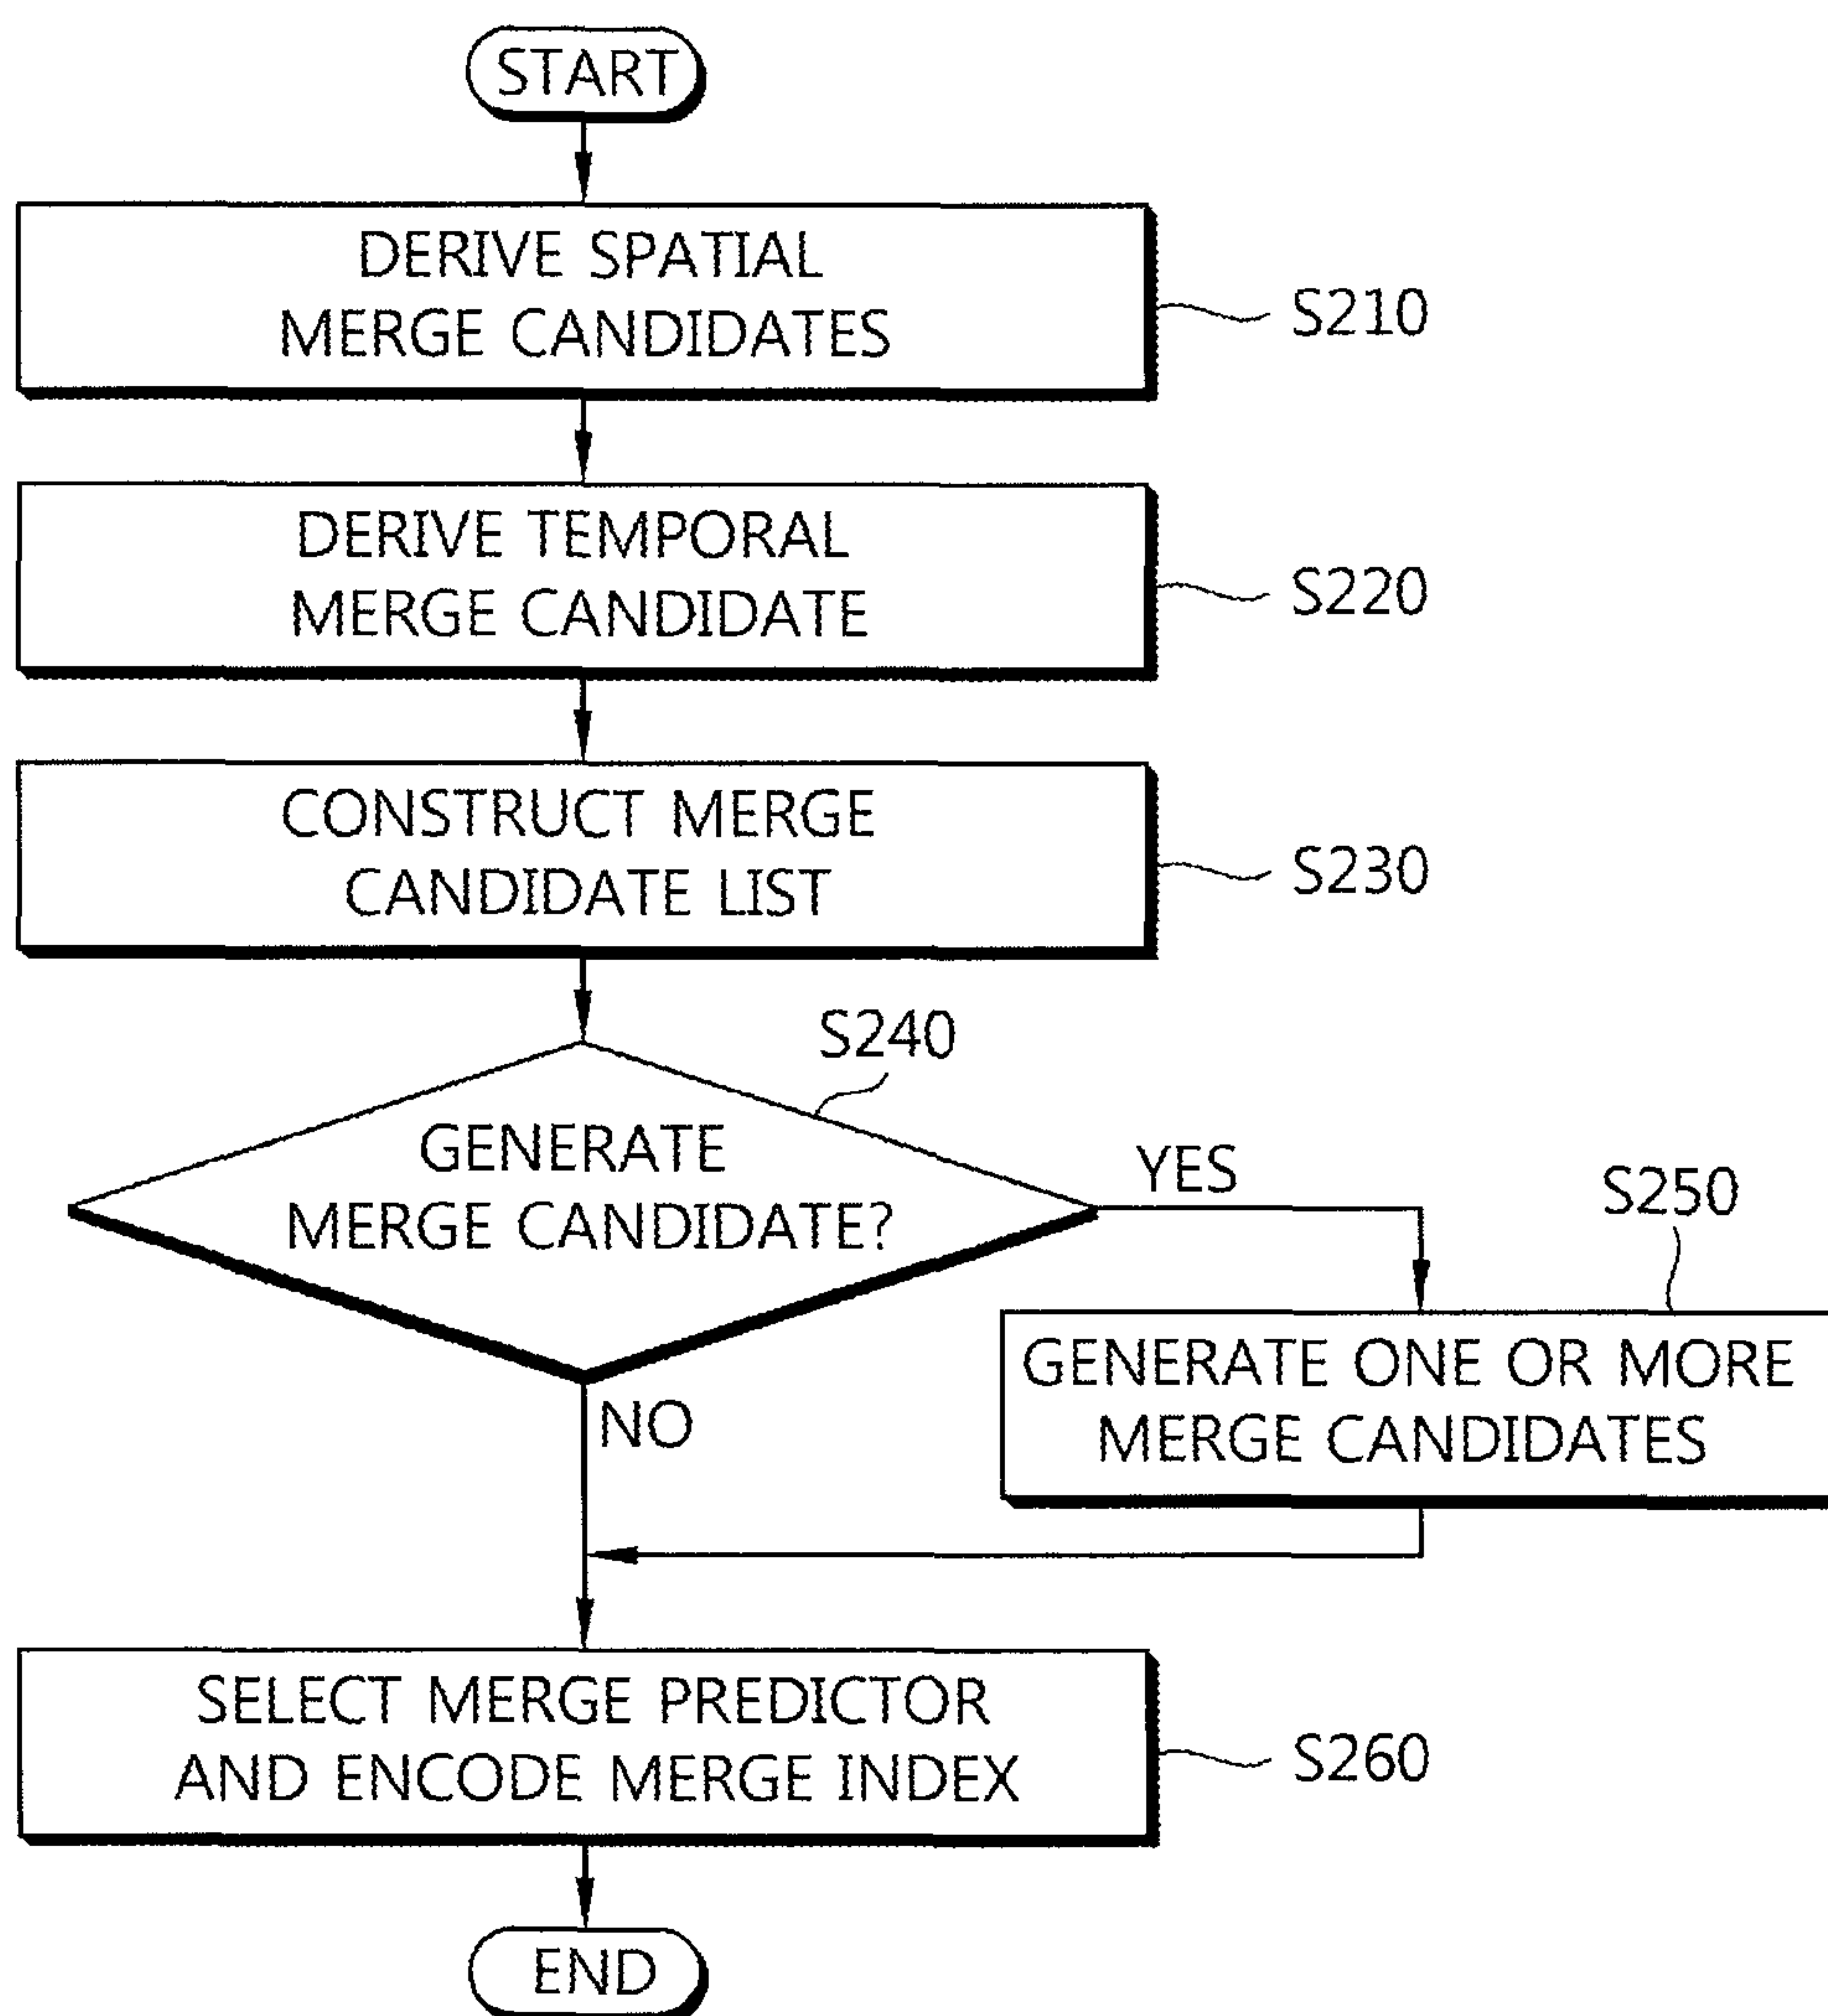 START
DERIVE SPATIAL
MERGE CANDIDATES
S210
DERIVE TEMPORAL
MERGE CANDIDATE
S220
CONSTRUCT MERGE
CANDIDATE LIST
S230
S240
GENERATE
MERGE CANDIDATE?
YES
S250
GENERATE ONE OR MORE
MERGE CANDIDATES
NO
SELECT MERGE PREDICTOR
AND ENCODE MERGE INDEX
S260
END